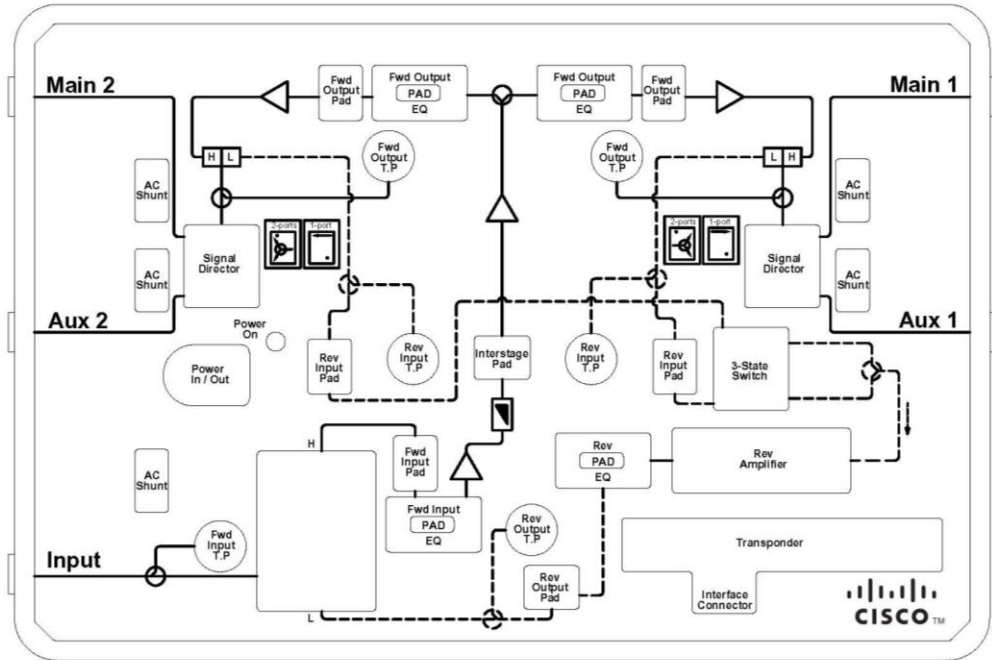 Main 2
Fwd
Output
Pad
Fwd Output
PAD
EQ
Fwd Output
PAD
EQ
Fwd
Output
Pad
Main 1
H L
Fwd
Output
T.P
Fwd
Output
T.P
L H
AC
Shunt
AC
Shunt
2-ports 1-port
2-ports 1-port
Signal
Director
Signal
Director
AC
Shunt
AC
Shunt
Aux 2
Aux 1
Power
On
Power
In / Out
Rev
Input
Pad
Rev
Input
T.P
Interstage
Pad
Rev
Input
T.P
Rev
Input
Pad
3-State
Switch
H
Fwd
Input
Pad
Rev
PAD
EQ
Rev
Amplifier
AC
Shunt
Fwd Input
PAD
EQ
Fwd
Input
T.P
Rev
Output
T.P
Transponder
Input
Rev
Output
Pad
Interface
Connector
L
CISCO TM